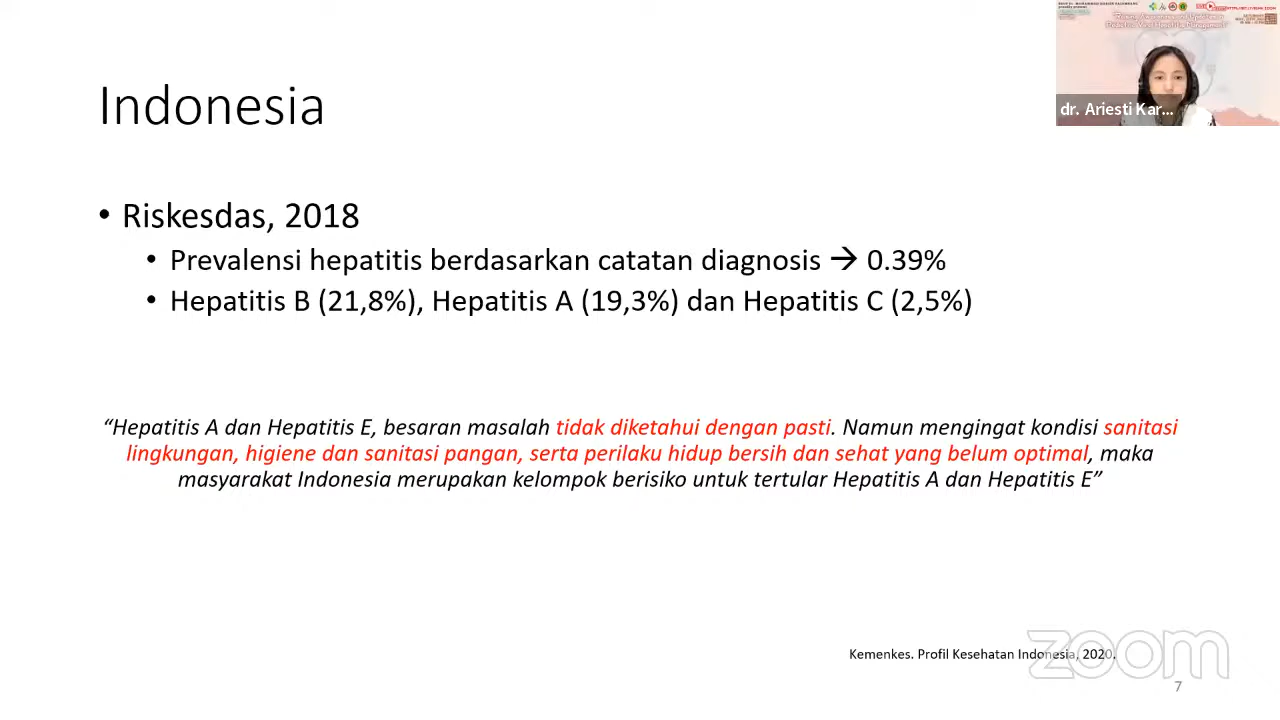 Indonesia
• Riskesdas, 2018
• Prevalensi hepatitis berdasarkan catatan diagnosis → 0.39%
• Hepatitis B (21,8%), Hepatitis A (19,3%) dan Hepatitis C (2,5%)
“Hepatitis A dan Hepatitis E, besaran masalah tidak diketahui dengan pasti. Namun mengingat kondisi sanitasi
lingkungan, higiene dan sanitasi pangan, serta perilaku hidup bersih dan sehat yang belum optimal, maka
masyarakat Indonesia merupakan kelompok berisiko untuk tertular Hepatitis A dan Hepatitis E”
Kemenkes. Profil Kesehatan Indonesia, 2020.
zoom
7
dr. Ariesti Kar...